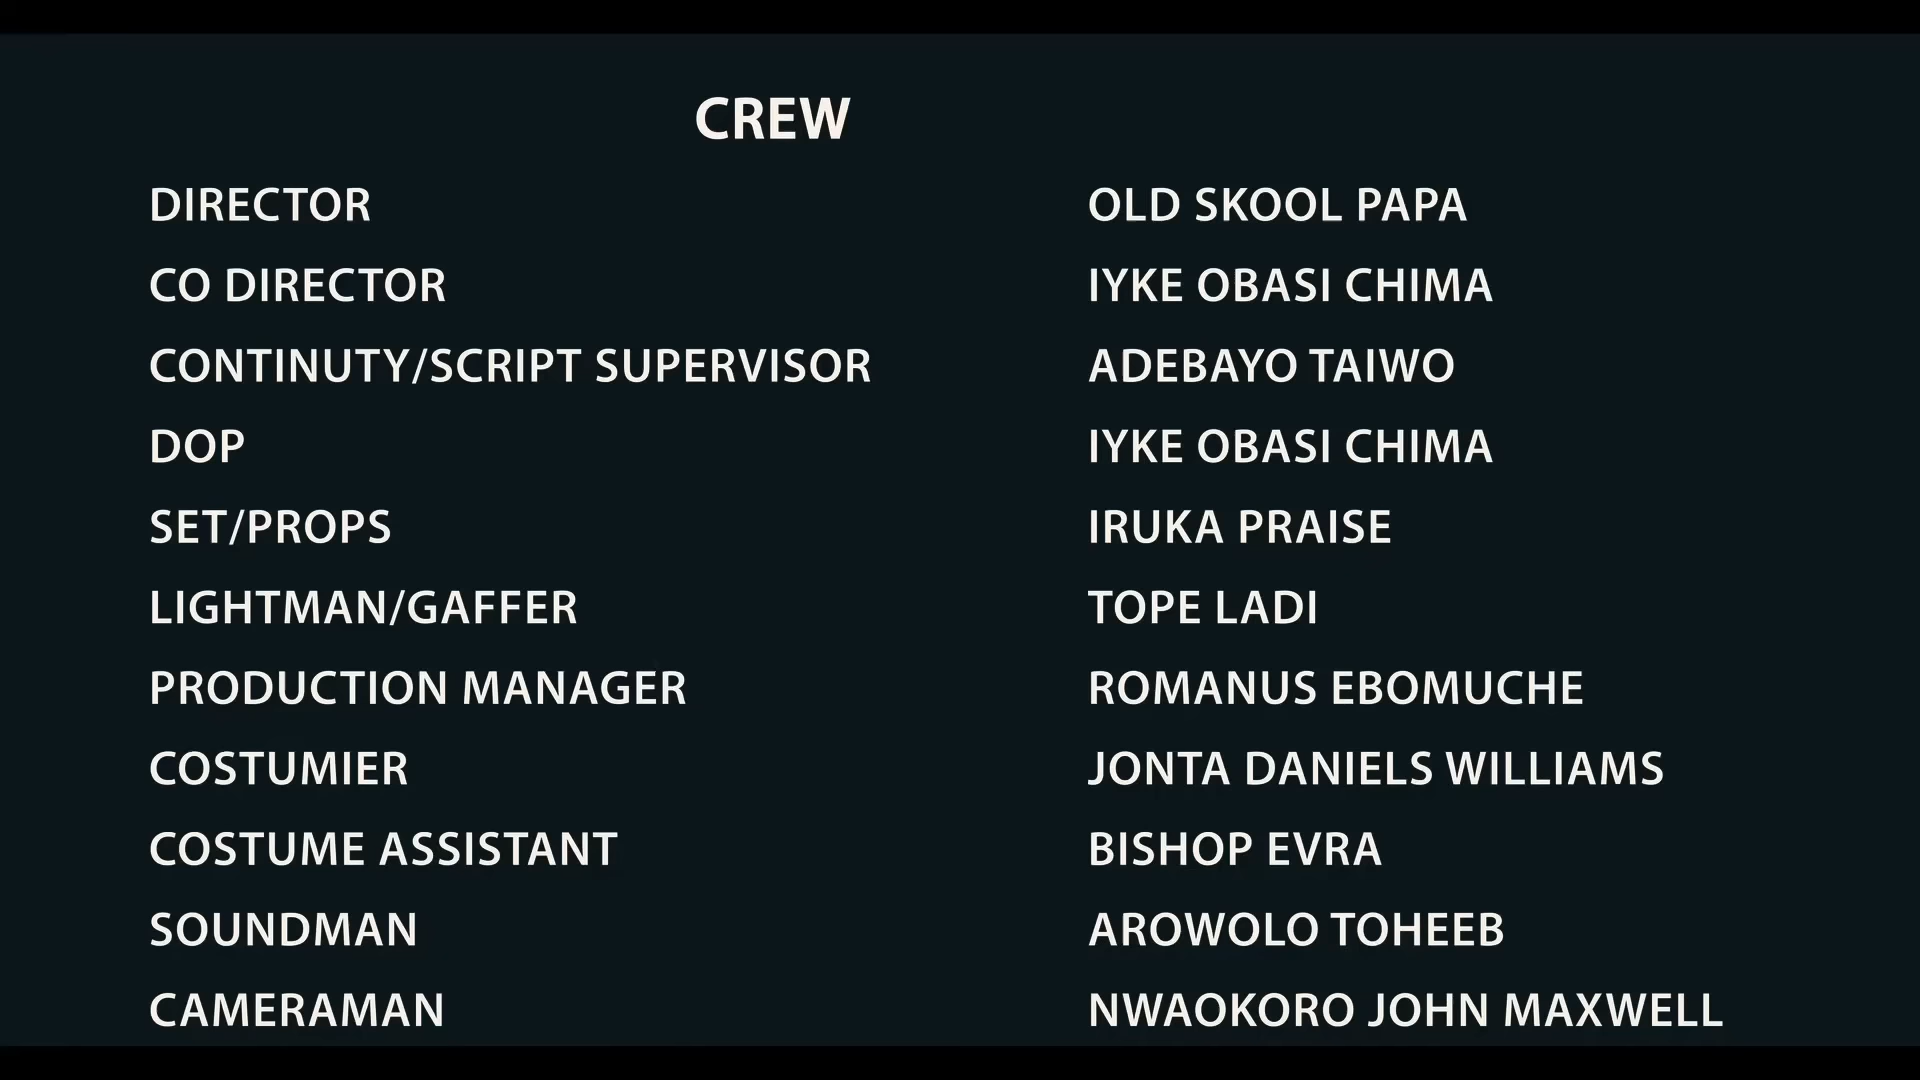 CREW
DIRECTOR OLD SKOOL PAPA
CO DIRECTOR IYKE OBASI CHIMA
CONTINUTY/SCRIPT SUPERVISOR ADEBAYO TAIWO
DOP IYKE OBASI CHIMA
SET/PROPS IRUKA PRAISE
LIGHTMAN/GAFFER TOPE LADI
PRODUCTION MANAGER ROMANUS EBOMUCHE
COSTUMIER JONTA DANIELS WILLIAMS
COSTUME ASSISTANT BISHOP EVRA
SOUNDMAN AROWOLO TOHEEB
CAMERAMAN NWAOKORO JOHN MAXWELL